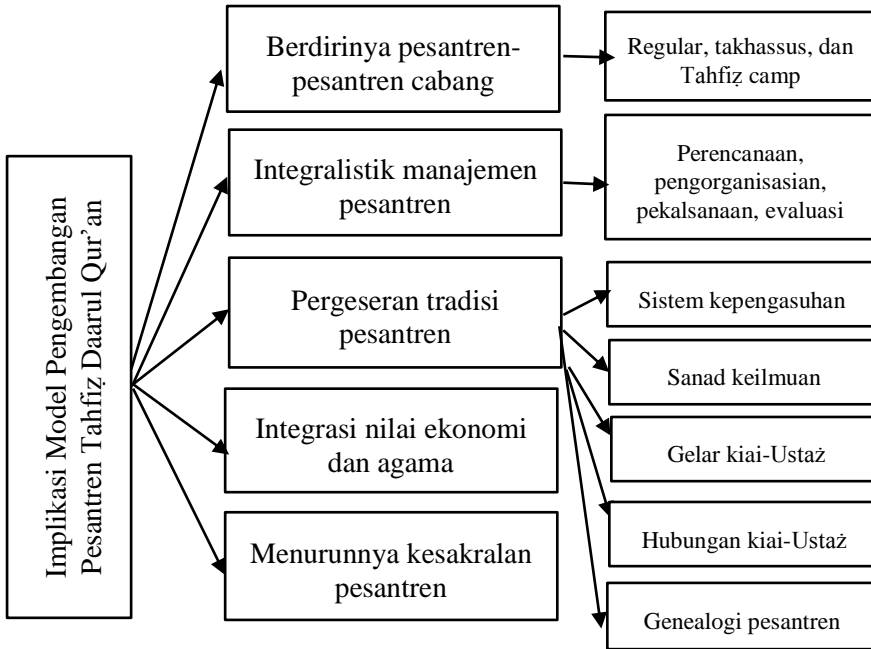 Implikasi Model Pengembangan
Pesantren Tahfiẓ Daarul Qur’an
Berdirinya pesantren-
pesantren cabang
Regular, takhassus, dan
Tahfiẓ camp
Integralistik manajemen
pesantren
Perencanaan,
pengorganisasian,
pekalsanaan, evaluasi
Pergeseran tradisi
pesantren
Sistem kepengasuhan
Sanad keilmuan
Gelar kiai-Ustaż
Hubungan kiai-Ustaż
Genealogi pesantren
Integrasi nilai ekonomi
dan agama
Menurunnya kesakralan
pesantren